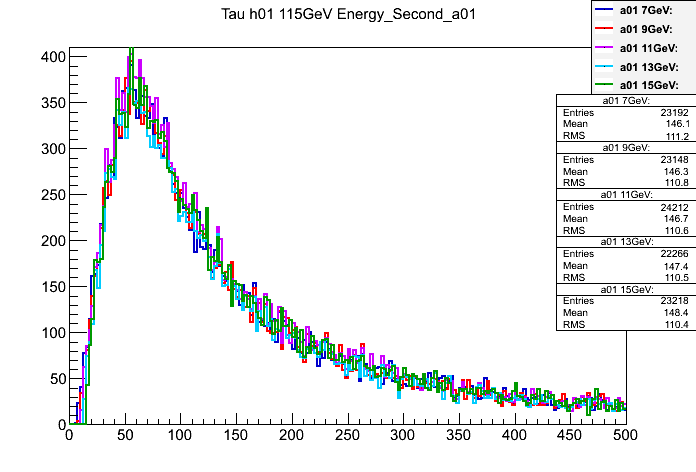 Tau h01 115GeV Energy_Second_a01
a01 7GeV:
a01 9GeV:
a01 11GeV:
a01 13GeV:
a01 15GeV:
a01 7GeV:
Entries 23192
Mean 146.1
RMS 111.2
a01 9GeV:
Entries 23148
Mean 146.3
RMS 110.8
a01 11GeV:
Entries 24212
Mean 146.7
RMS 110.6
a01 13GeV:
Entries 22266
Mean 147.4
RMS 110.5
a01 15GeV:
Entries 23218
Mean 148.4
RMS 110.4
400
350
300
250
200
150
100
50
0
0 50 100 150 200 250 300 350 400 450 500